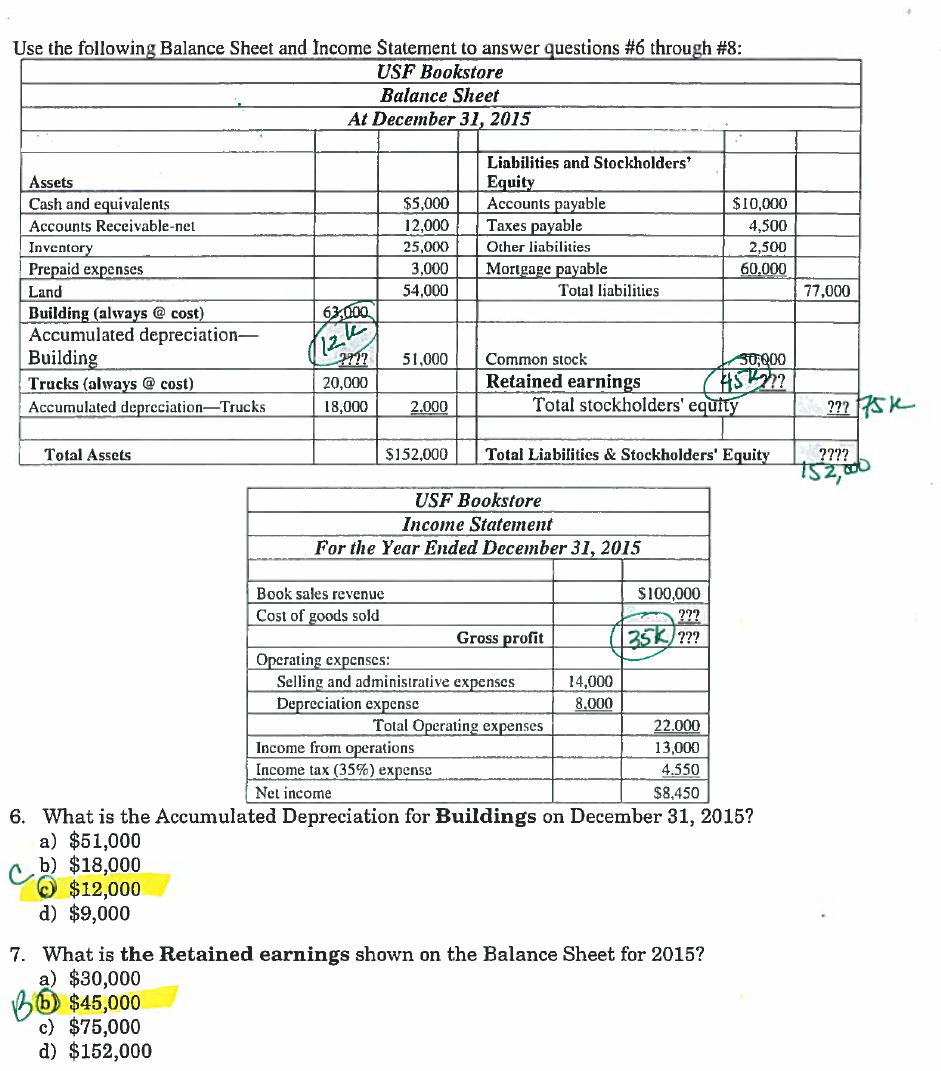 Use the following Balance Sheet and Income Statement to answer questions #6 through #8:
USF Bookstore
Balance Sheet
At December 31, 2015
Assets Liabilities and Stockholders' Equity
Cash and equivalents $5,000 Accounts payable $10,000
Accounts Receivable-net 12,000 Taxes payable 4,500
Inventory 25,000 Other liabilities 2,500
Prepaid expenses 3,000 Mortgage payable 60,000
Land 54,000 Total liabilities 77,000
Building (always @ cost) 63,000
Accumulated depreciation— 12k
Building ???? 51,000 Common stock 30,000
Trucks (always @ cost) 20,000 Retained earnings 45k ???
Accumulated depreciation—Trucks 18,000 2,000 Total stockholders' equity ??? 75k
Total Assets $152,000 Total Liabilities & Stockholders' Equity ????
152,000
USF Bookstore
Income Statement
For the Year Ended December 31, 2015
Book sales revenue $100,000
Cost of goods sold ???
Gross profit 35k ???
Operating expenses:
Selling and administrative expenses 14,000
Depreciation expense 8,000
Total Operating expenses 22.000
Income from operations 13,000
Income tax (35%) expense 4.550
Net income $8,450
6. What is the Accumulated Depreciation for Buildings on December 31, 2015?
a) $51,000
b) $18,000
C c) $12,000
d) $9,000
7. What is the Retained earnings shown on the Balance Sheet for 2015?
a) $30,000
B b) $45,000
c) $75,000
d) $152,000